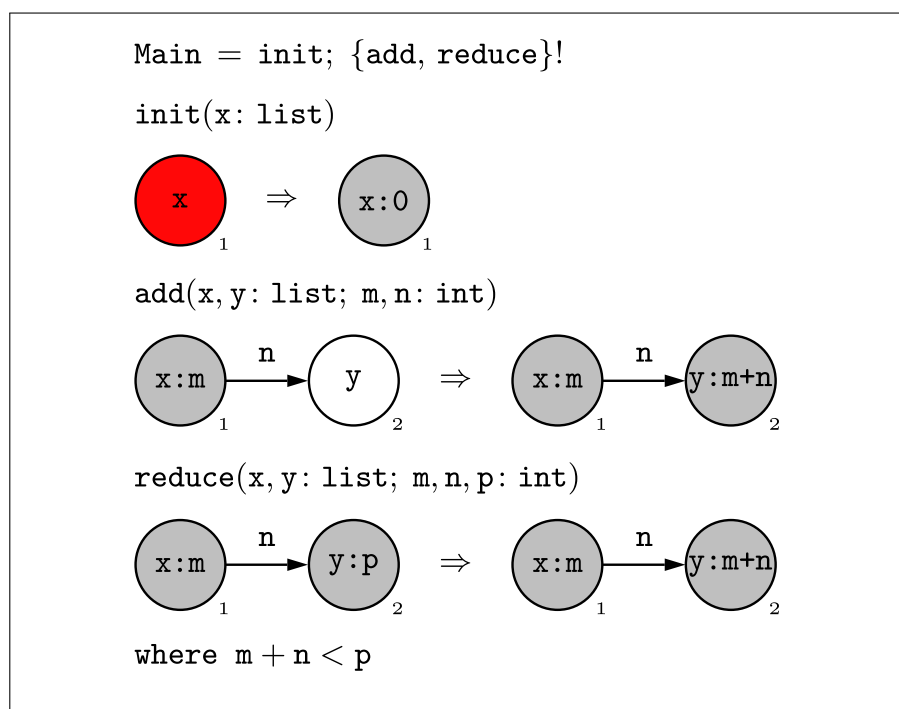 Main = init; {add, reduce}!
init(x: list)
x ⇒ x:0
1 1
add(x, y: list; m, n: int)
n n
x:m y ⇒ x:m y:m+n
1 2 1 2
reduce(x, y: list; m, n, p: int)
n n
x:m y:p ⇒ x:m y:m+n
1 2 1 2
where m + n < p